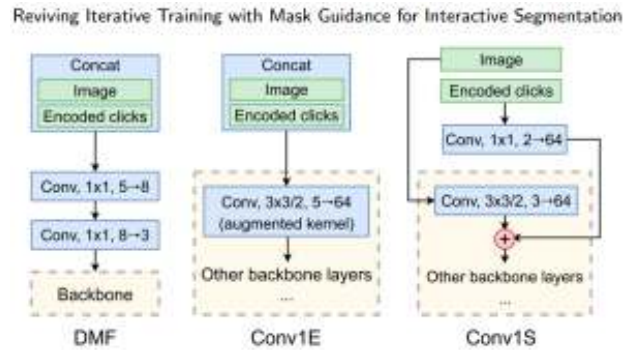 Reviving Iterative Training with Mask Guidance for Interactive Segmentation
Concat
Image
Encoded clicks
Conv, 1x1, 5→8
Conv, 1x1, 8→3
Backbone
DMF
Concat
Image
Encoded clicks
Conv, 3x3/2, 5→64
(augmented kernel)
Other backbone layers
...
Conv1E
Image
Encoded clicks
Conv, 1x1, 2→64
Conv, 3x3/2, 3→64
+
Other backbone layers
...
Conv1S